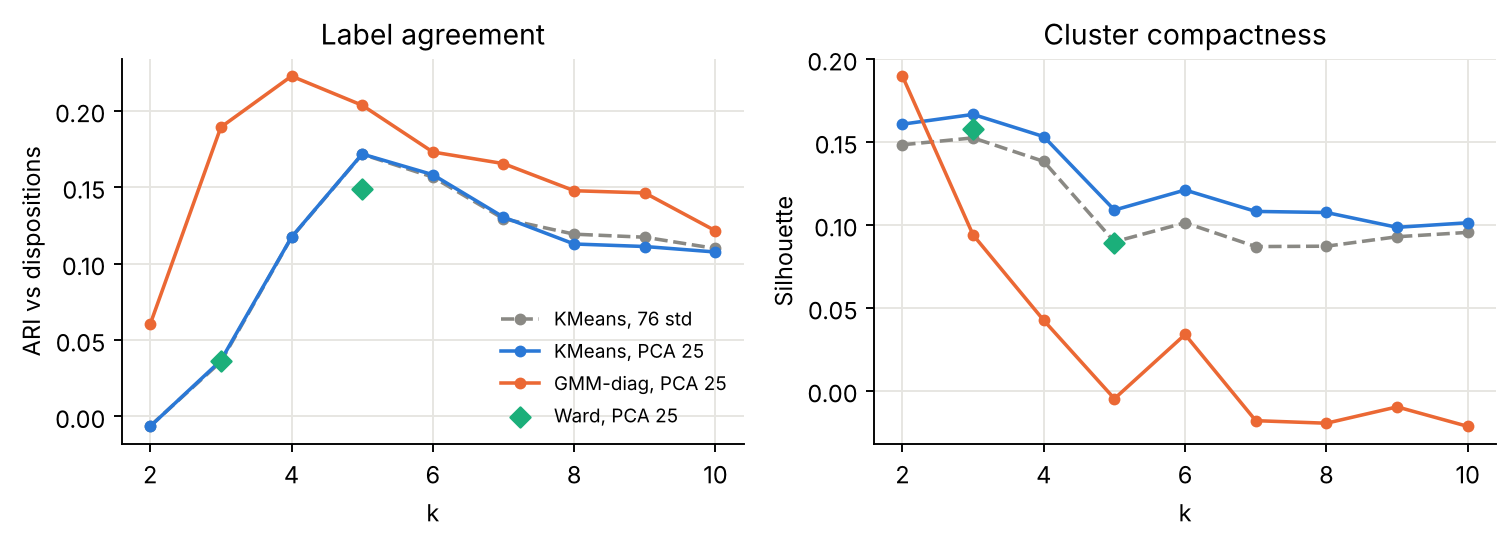 Label agreement
ARI vs dispositions
0.20
0.15
0.10
0.05
0.00
2 4 6 8 10
k
KMeans, 76 std
KMeans, PCA 25
GMM-diag, PCA 25
Ward, PCA 25
Cluster compactness
Silhouette
0.20
0.15
0.10
0.05
0.00
2 4 6 8 10
k